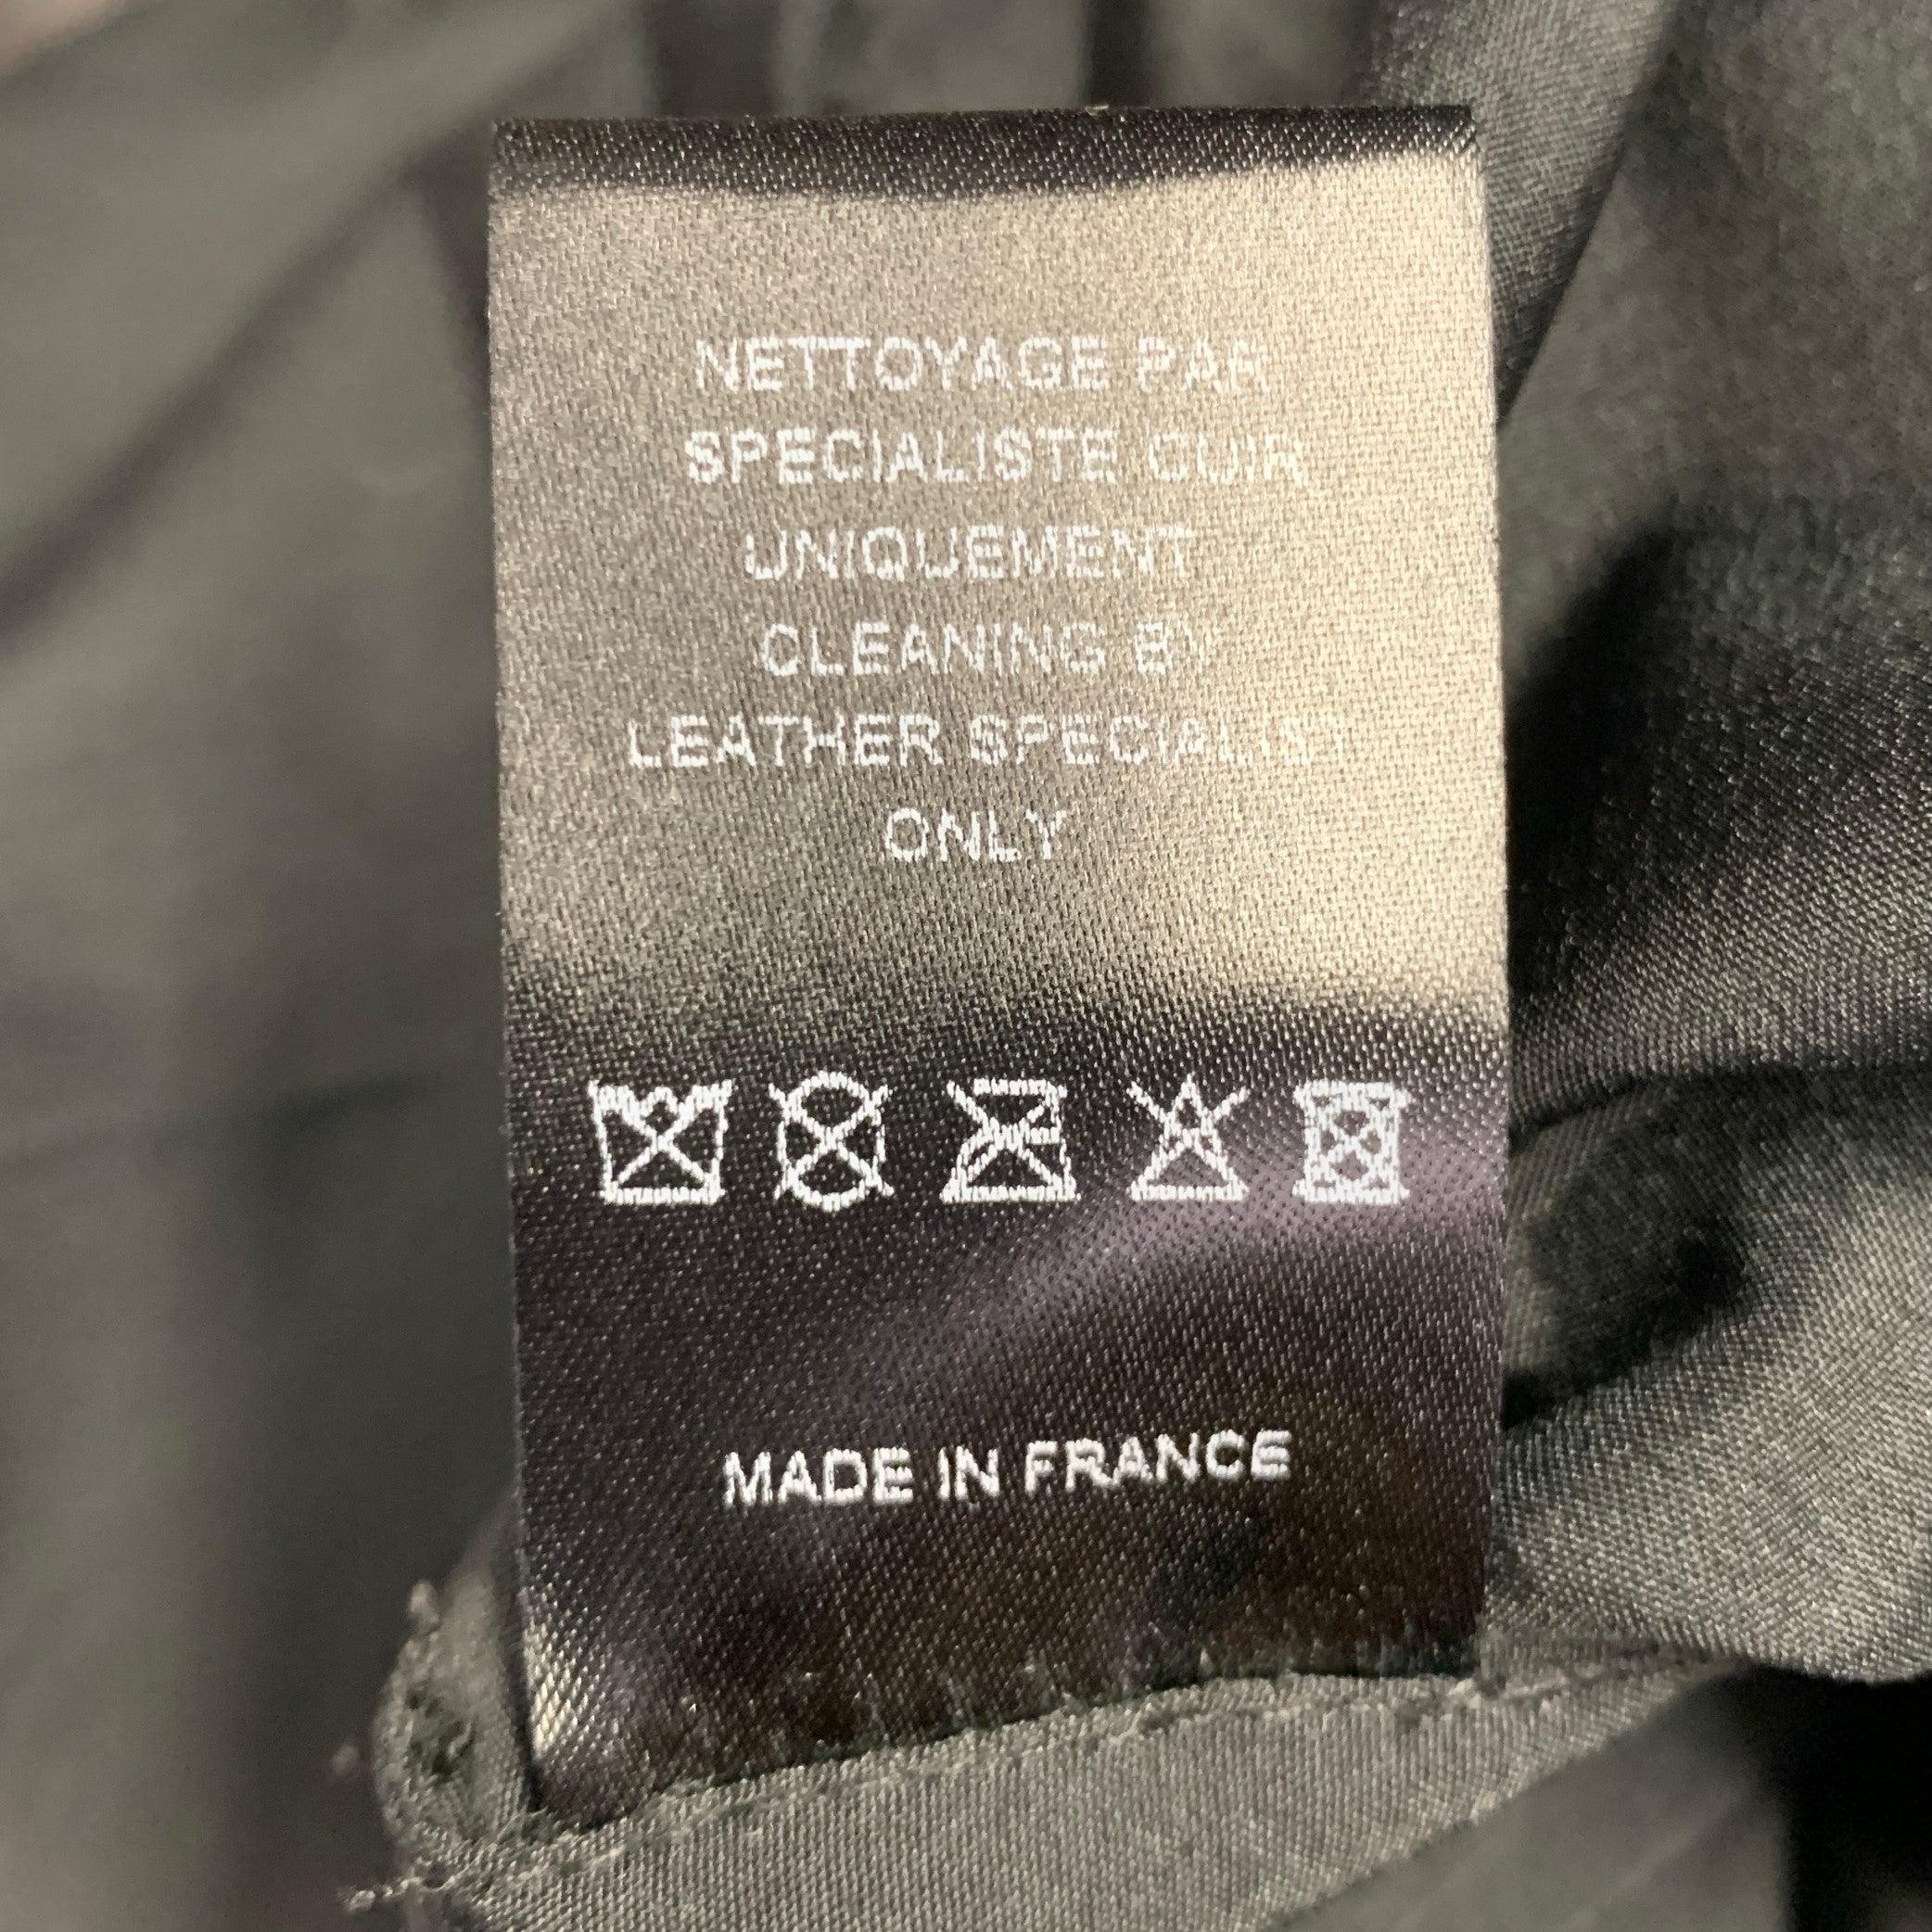 NETTOYAGE PAR
SPECIALISTE CUIR
UNIQUEMENT
CLEANING BY
LEATHER SPECIALIST
ONLY
MADE IN FRANCE